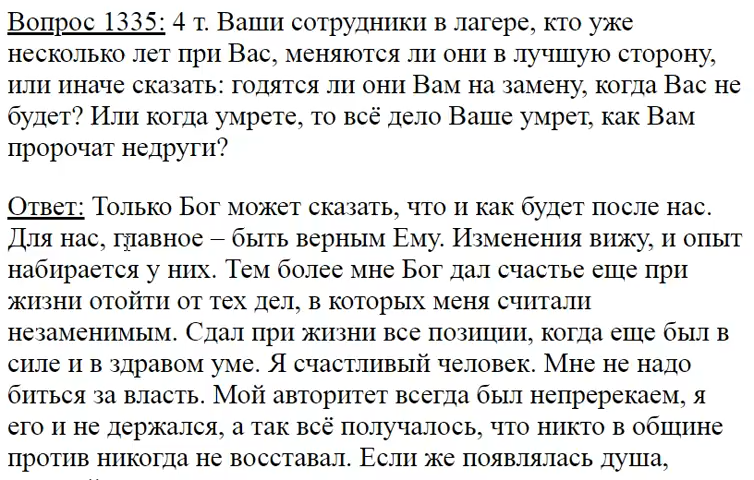 Вопрос 1335: 4 т. Ваши сотрудники в лагере, кто уже
несколько лет при Вас, меняются ли они в лучшую сторону,
или иначе сказать: годятся ли они Вам на замену, когда Вас не
будет? Или когда умрете, то всё дело Ваше умрет, как Вам
пророчат недруги?
Ответ: Только Бог может сказать, что и как будет после нас.
Для нас, главное – быть верным Ему. Изменения вижу, и опыт
набирается у них. Тем более мне Бог дал счастье еще при
жизни отойти от тех дел, в которых меня считали
незаменимым. Сдал при жизни все позиции, когда еще был в
силе и в здравом уме. Я счастливый человек. Мне не надо
биться за власть. Мой авторитет всегда был непререкаем, я
его и не держался, а так всё получалось, что никто в общине
против никогда не восставал. Если же появлялась душа,